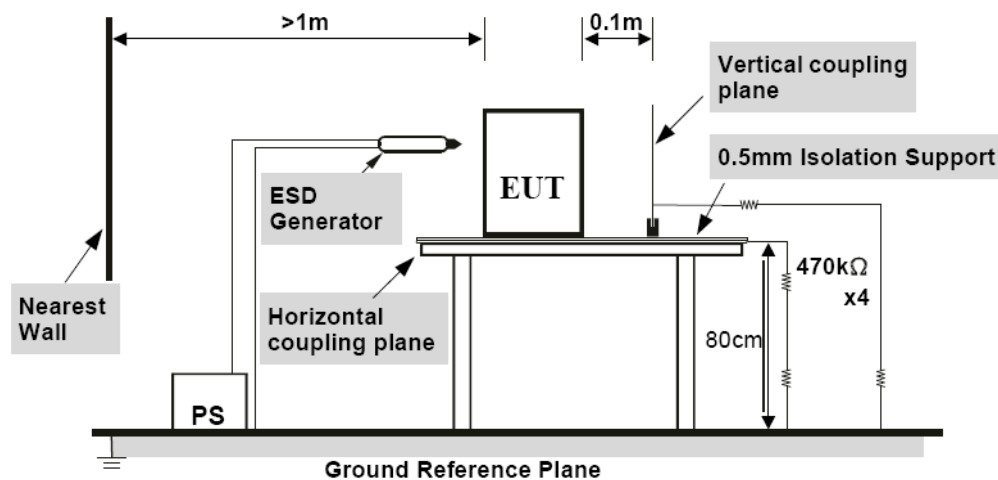 >1m
0.1m
Vertical coupling
plane
0.5mm Isolation Support
ESD
Generator
EUT
Nearest
Wall
Horizontal
coupling plane
470kΩ
x4
80cm
PS
Ground Reference Plane